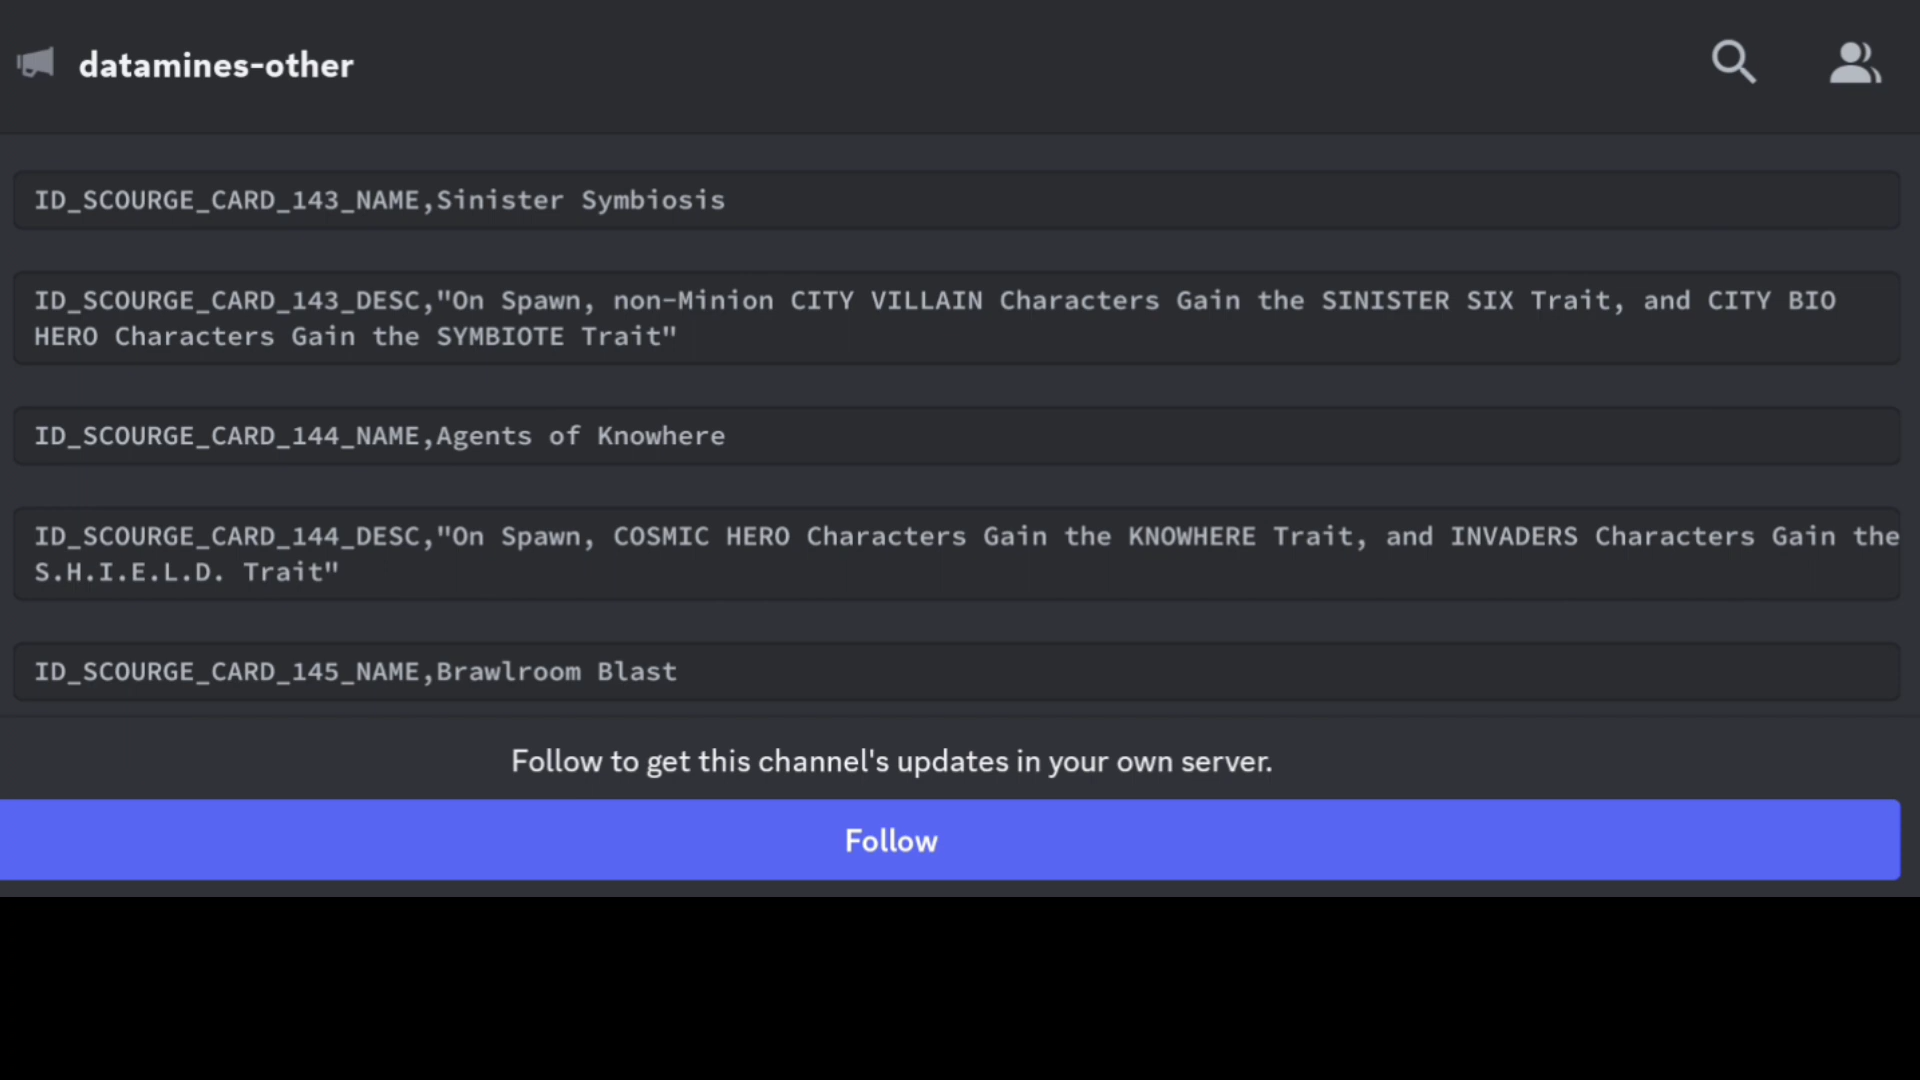 datamines-other
ID_SCOURGE_CARD_143_NAME,Sinister Symbiosis
ID_SCOURGE_CARD_143_DESC,"On Spawn, non-Minion CITY VILLAIN Characters Gain the SINISTER SIX Trait, and CITY BIO
HERO Characters Gain the SYMBIOTE Trait"
ID_SCOURGE_CARD_144_NAME,Agents of Knowhere
ID_SCOURGE_CARD_144_DESC,"On Spawn, COSMIC HERO Characters Gain the KNOWHERE Trait, and INVADERS Characters Gain the
S.H.I.E.L.D. Trait"
ID_SCOURGE_CARD_145_NAME,Brawlroom Blast
Follow to get this channel's updates in your own server.
Follow